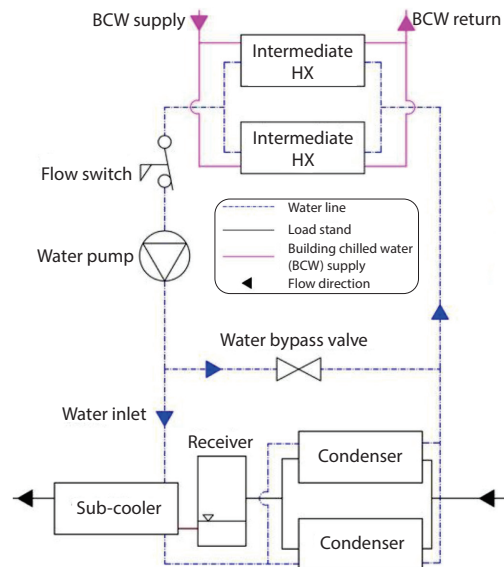 BCW supply
BCW return
Intermediate
HX
Intermediate
HX
Flow switch
Water line
Load stand
Building chilled water
(BCW) supply
Flow direction
Water pump
Water bypass valve
Water inlet
Receiver
Condenser
Sub-cooler
Condenser